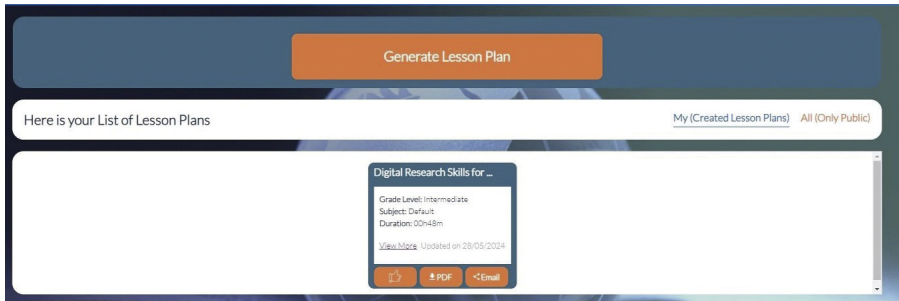 Generate Lesson Plan
Here is your List of Lesson Plans
My (Created Lesson Plans) All (Only Public)
Digital Research Skills for ...
Grade Level: Intermediate
Subject: Default
Duration: 00h48m
View More Updated on 28/05/2024
PDF Email